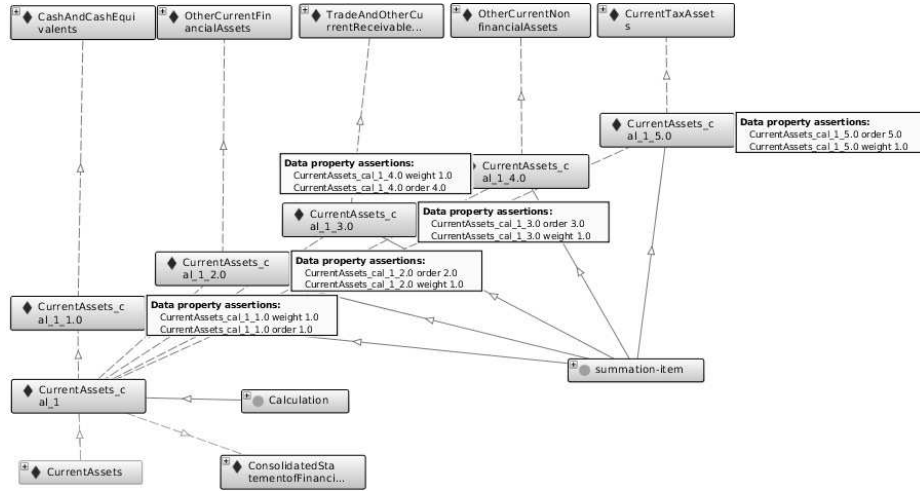 CashAndCashEqui
valents
OtherCurrentFin
ancialAssets
TradeAndOtherCu
rrentReceivable...
OtherCurrentNon
financialAssets
CurrentTaxAsset
s
CurrentAssets_c
al_1_5.0
Data property assertions:
CurrentAssets_cal_1_5.0 order 5.0
CurrentAssets_cal_1_5.0 weight 1.0
Data property assertions:
CurrentAssets_cal_1_4.0 weight 1.0
CurrentAssets_cal_1_4.0 order 4.0
CurrentAssets_c
al_1_4.0
CurrentAssets_c
al_1_3.0
Data property assertions:
CurrentAssets_cal_1_3.0 order 3.0
CurrentAssets_cal_1_3.0 weight 1.0
CurrentAssets_c
al_1_2.0
Data property assertions:
CurrentAssets_cal_1_2.0 order 2.0
CurrentAssets_cal_1_2.0 weight 1.0
CurrentAssets_c
al_1_1.0
Data property assertions:
CurrentAssets_cal_1_1.0 weight 1.0
CurrentAssets_cal_1_1.0 order 1.0
summation-item
CurrentAssets_c
al_1
Calculation
CurrentAssets
ConsolidatedSta
tementofFinanci...